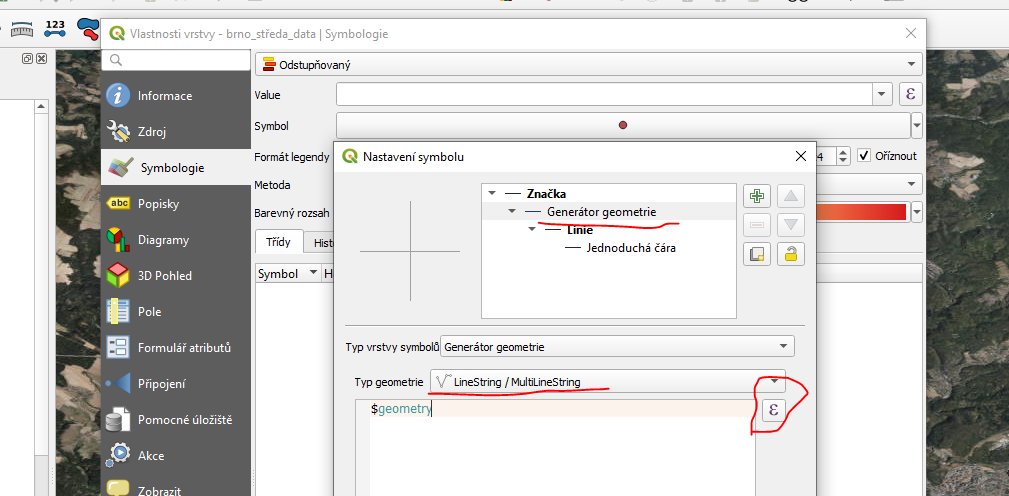 123
Vlastnosti vrstvy - brno_středa_data | Symbologie
Odstupňovaný
Informace
Value
ε
Zdroj
Symbol
Symbologie
Formát legendy
4
Oříznout
Nastavení symbolu
Metoda
abc Popisky
Barevný rozsah
Značka
Generátor geometrie
Linie
Jednoduchá čára
Diagramy
Třídy
Hist
3D Pohled
Symbol
H
Pole
Formulář atributů
Typ vrstvy symbolů Generátor geometrie
Připojení
Typ geometrie LineString / MultiLineString
$geometry
ε
Pomocné úložiště
Akce
Zobrazit